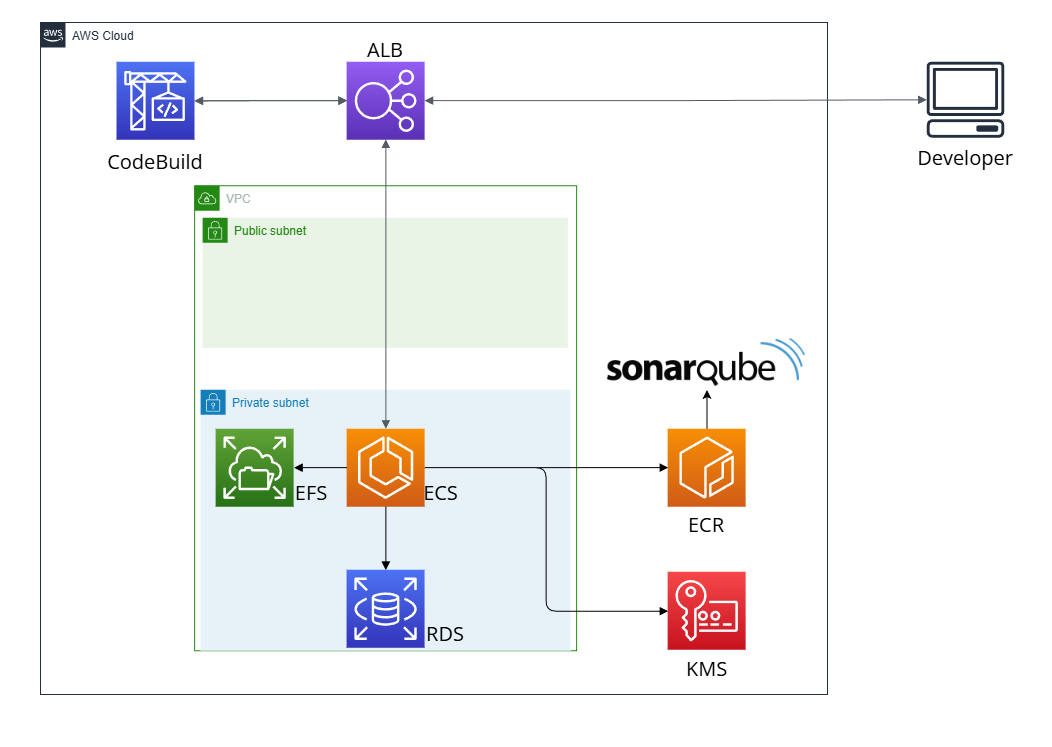 aws
AWS Cloud
ALB
</>
CodeBuild
Developer
VPC
Public subnet
sonarqube
Private subnet
EFS
ECS
ECR
RDS
KMS